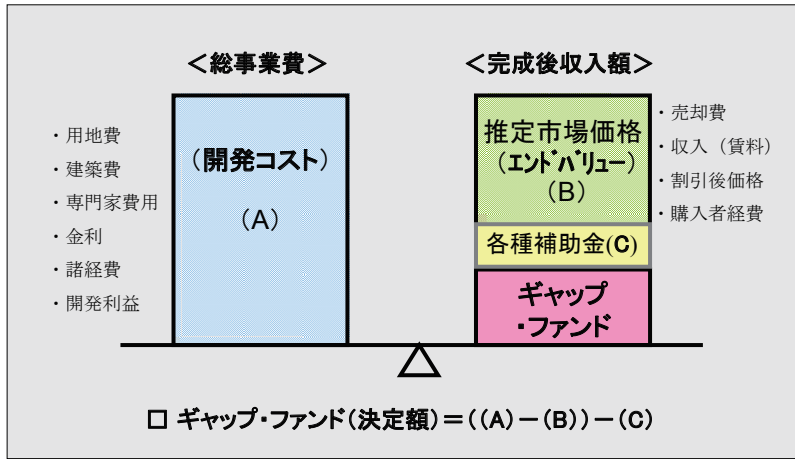 ＜総事業費＞
・用地費
・建築費
・専門家費用
・金利
・諸経費
・開発利益
（開発コスト）
（A）
＜完成後収入額＞
推定市場価格
（エンドバリュー）
（B）
各種補助金(C)
ギャップ
・ファンド
・売却費
・収入（賃料）
・割引後価格
・購入者経費
□ ギャップ・ファンド（決定額）＝（（A）－（B））－（C）